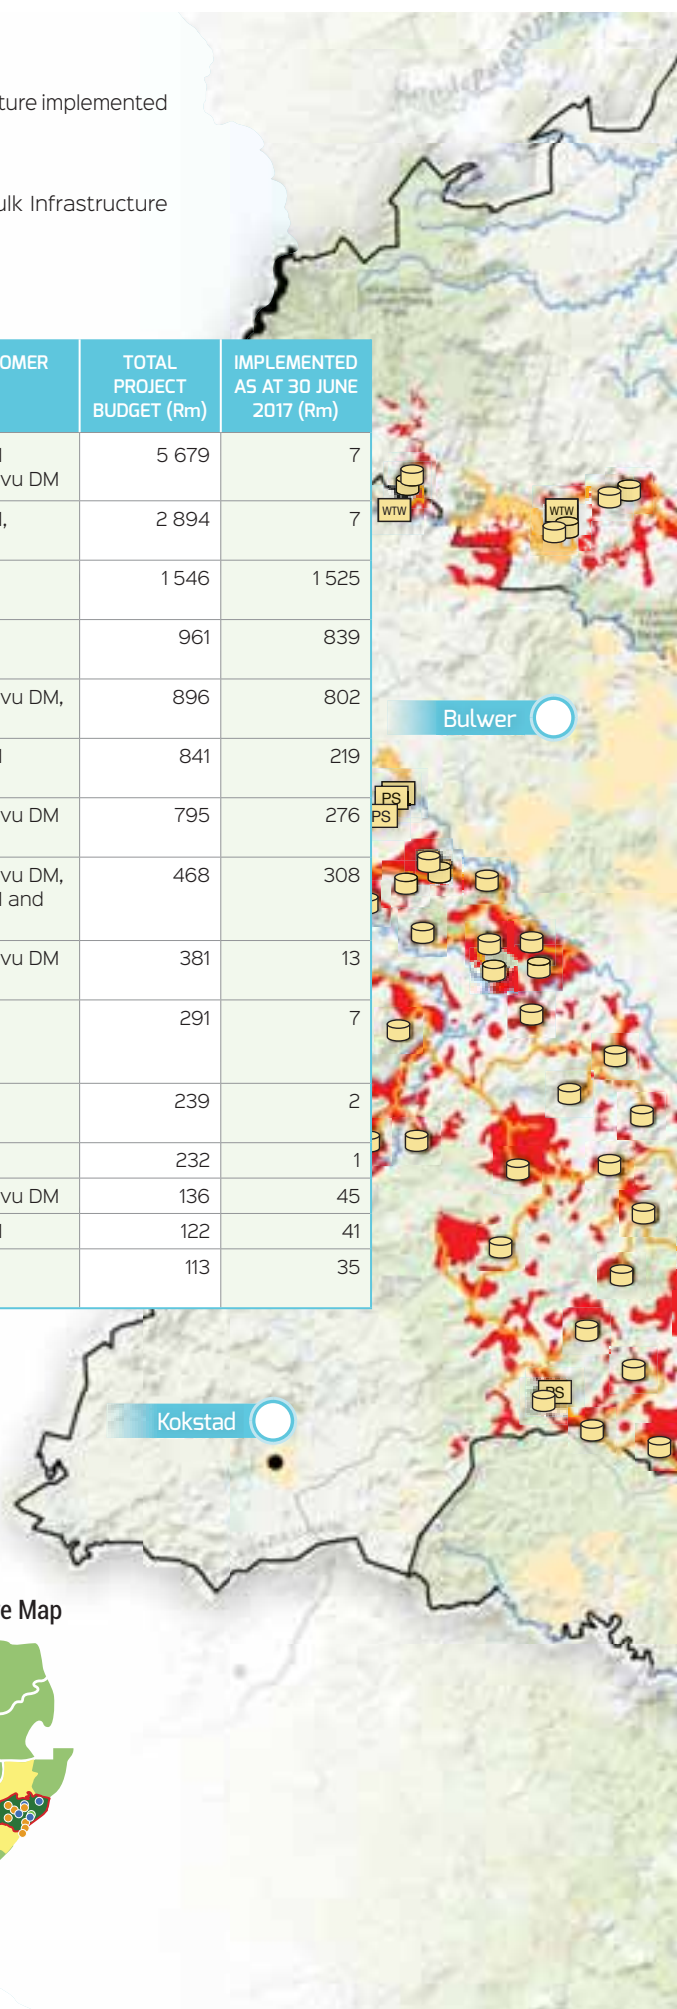 ture implemented
ulk Infrastructure
OMER
TOTAL PROJECT BUDGET (Rm)
IMPLEMENTED AS AT 30 JUNE 2017 (Rm)
vu DM
5 679
7
2 894
7
1 546
1 525
961
839
vu DM,
896
802
841
219
vu DM
795
276
vu DM,
and
468
308
vu DM
381
13
291
7
239
2
232
1
vu DM
136
45
122
41
113
35
WTW
WTW
Bulwer
PS
PS
PS
Kokstad
e Map